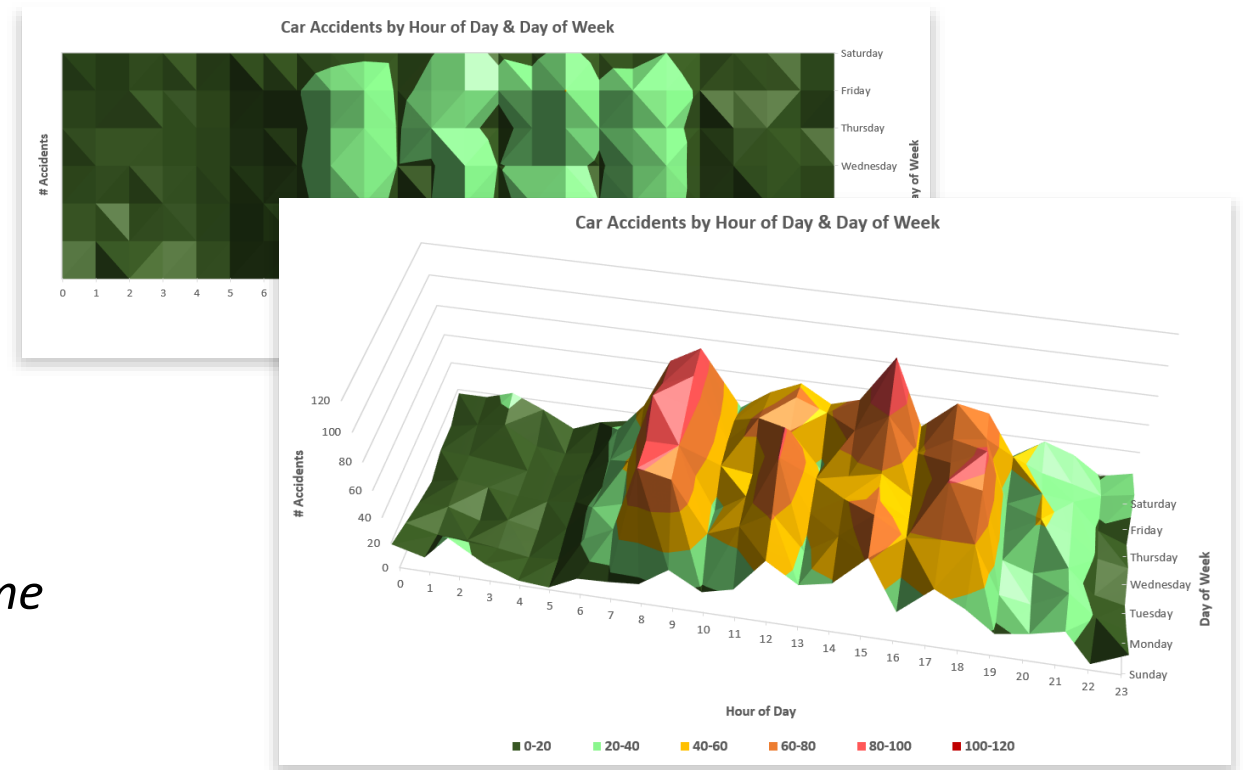 Car Accidents by Hour of Day & Day of Week
# Accidents
Saturday
Friday
Thursday
Wednesday
0 1 2 3 4 5 6
Car Accidents by Hour of Day & Day of Week
# Accidents
120
100
80
60
40
20
0
0 1 2 3 4 5 6 7 8 9 10 11 12 13 14 15 16 17 18 19 20 21 22 23
Hour of Day
Saturday
Friday
Thursday
Wednesday
Tuesday
Monday
Sunday
Day of Week
0-20 20-40 40-60 60-80 80-100 100-120